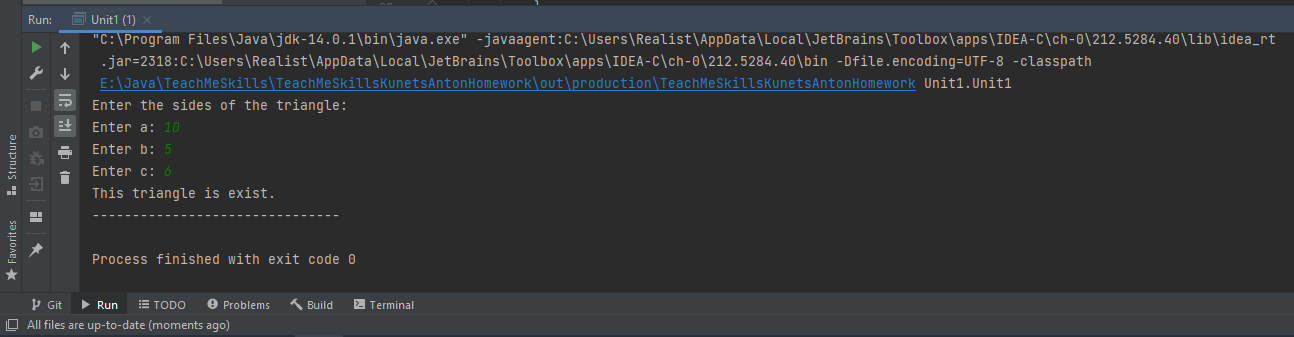 Run: Unit1 (1) ×
"C:\Program Files\Java\jdk-14.0.1\bin\java.exe" -javaagent:C:\Users\Realist\AppData\Local\JetBrains\Toolbox\apps\IDEA-C\ch-0\212.5284.40\lib\idea_rt
.jar=2318:C:\Users\Realist\AppData\Local\JetBrains\Toolbox\apps\IDEA-C\ch-0\212.5284.40\bin -Dfile.encoding=UTF-8 -classpath
E:\Java\TeachMeSkills\TeachMeSkillsKunetsAntonHomework\out\production\TeachMeSkillsKunetsAntonHomework Unit1.Unit1
Enter the sides of the triangle:
Enter a: 10
Enter b: 5
Enter c: 6
This triangle is exist.
-------------------------------
Process finished with exit code 0
Structure
Favorites
Git Run TODO Problems Build Terminal
All files are up-to-date (moments ago)